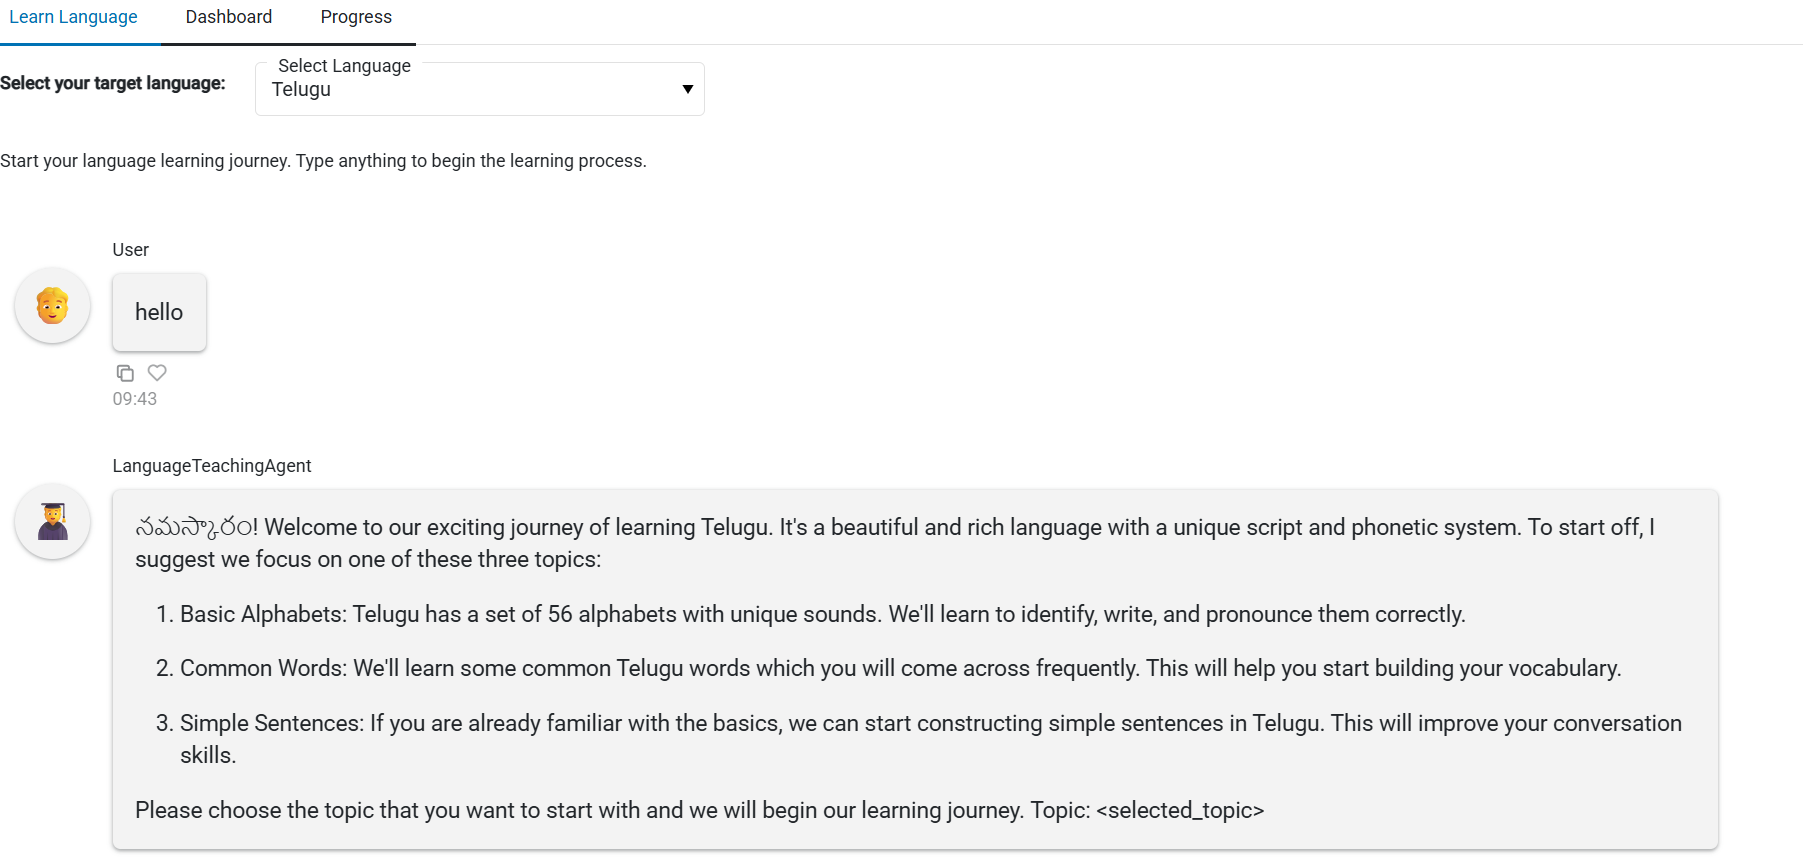 Learn Language Dashboard Progress
Select your target language:
Select Language
Telugu
Start your language learning journey. Type anything to begin the learning process.
User
hello
09:43
LanguageTeachingAgent
నమస్కారం! Welcome to our exciting journey of learning Telugu. It's a beautiful and rich language with a unique script and phonetic system. To start off, I
suggest we focus on one of these three topics:
1. Basic Alphabets: Telugu has a set of 56 alphabets with unique sounds. We'll learn to identify, write, and pronounce them correctly.
2. Common Words: We'll learn some common Telugu words which you will come across frequently. This will help you start building your vocabulary.
3. Simple Sentences: If you are already familiar with the basics, we can start constructing simple sentences in Telugu. This will improve your conversation
skills.
Please choose the topic that you want to start with and we will begin our learning journey. Topic: <selected_topic>